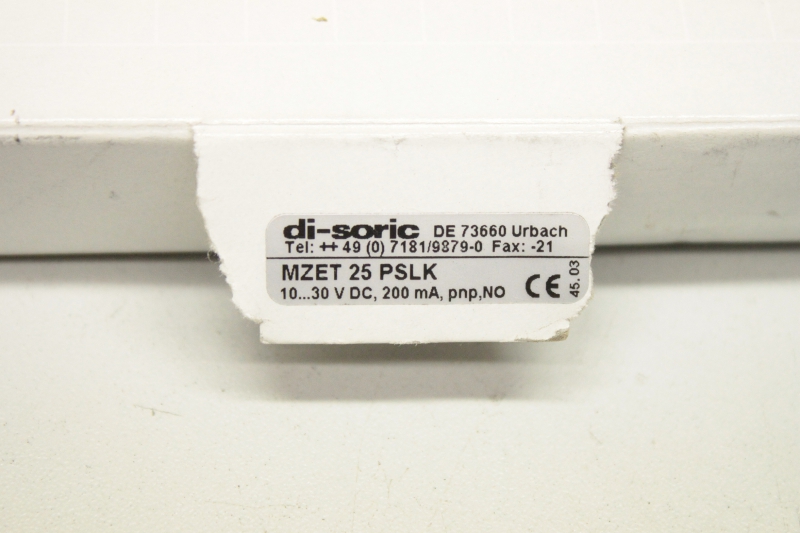 di-soric DE 73660 Urbach
Tel: ++ 49 (0) 7181/9879-0 Fax: -21
MZET 25 PSLK
10...30 V DC, 200 mA, pnp,NO
CE
45.03